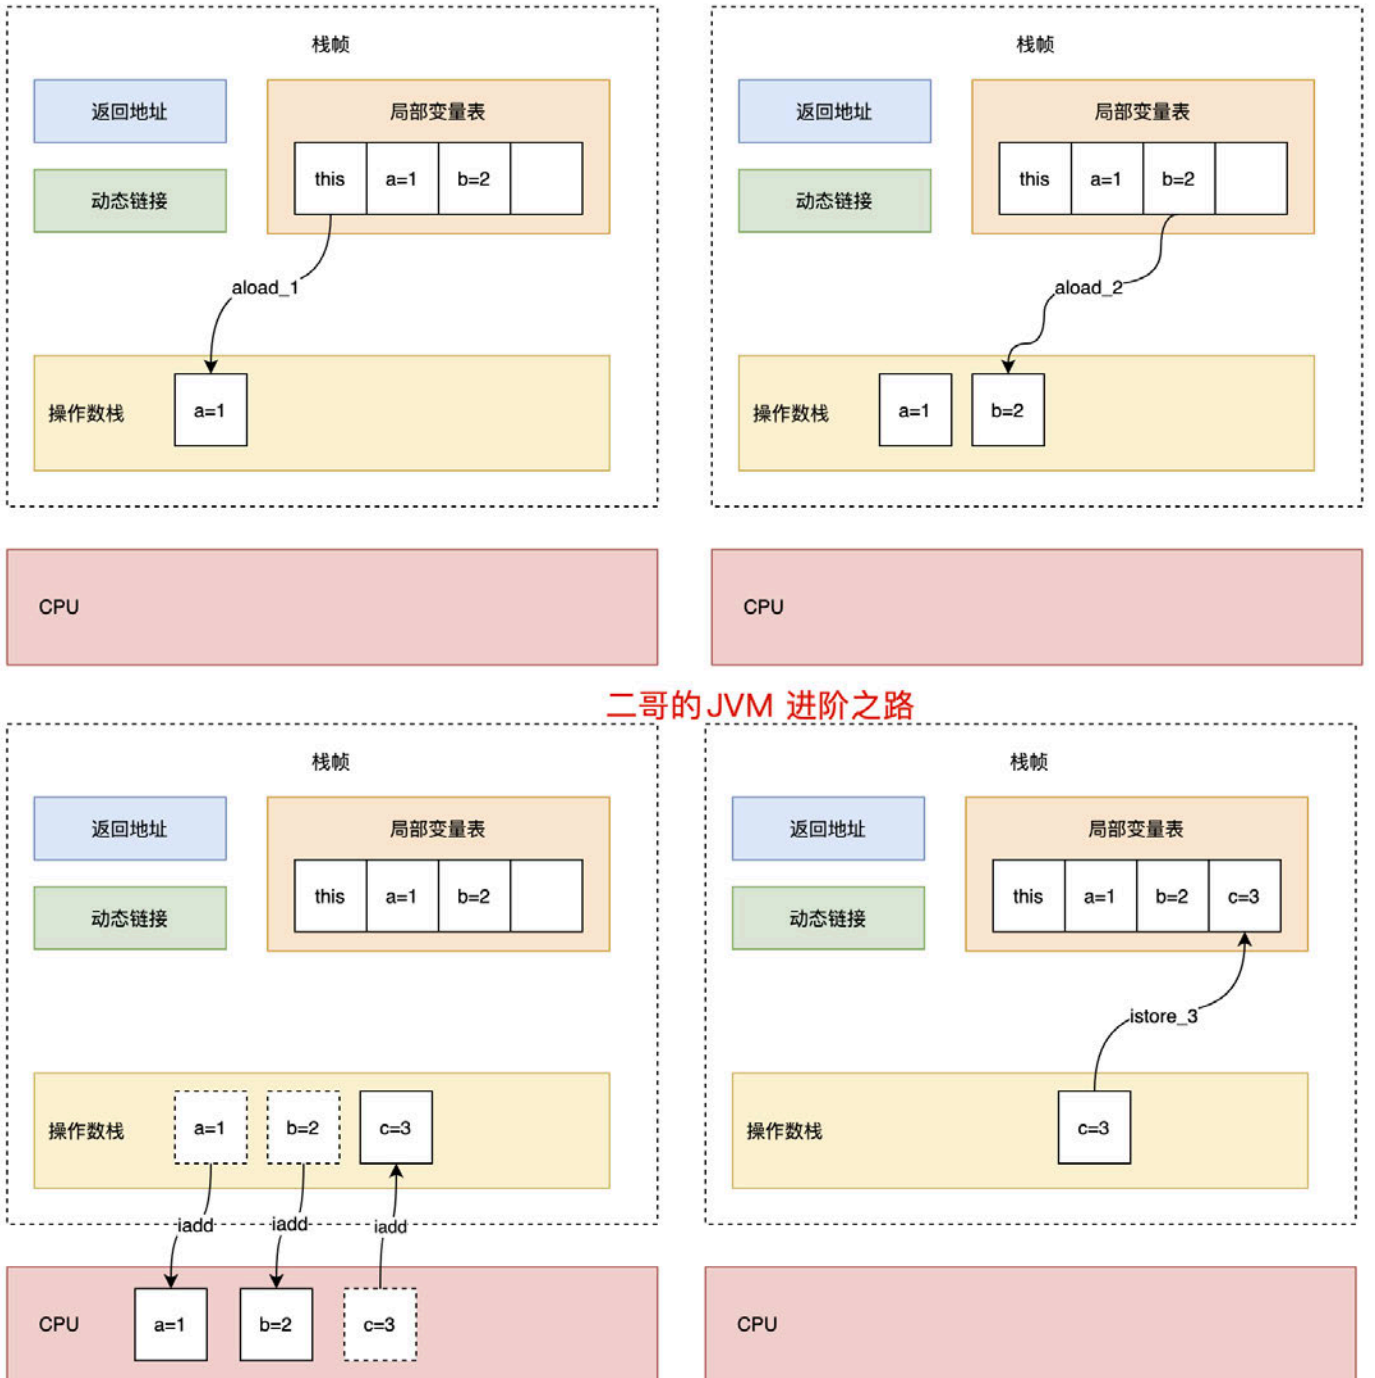 栈帧
返回地址
局部变量表
this a=1 b=2
动态链接
aload_1
操作数栈
a=1
CPU
栈帧
返回地址
局部变量表
this a=1 b=2
动态链接
aload_2
操作数栈
a=1 b=2
CPU
二哥的JVM 进阶之路
栈帧
返回地址
局部变量表
this a=1 b=2
动态链接
操作数栈
a=1 b=2 c=3
iadd iadd iadd
CPU
a=1 b=2 c=3
栈帧
返回地址
局部变量表
this a=1 b=2 c=3
动态链接
istore_3
操作数栈
c=3
CPU